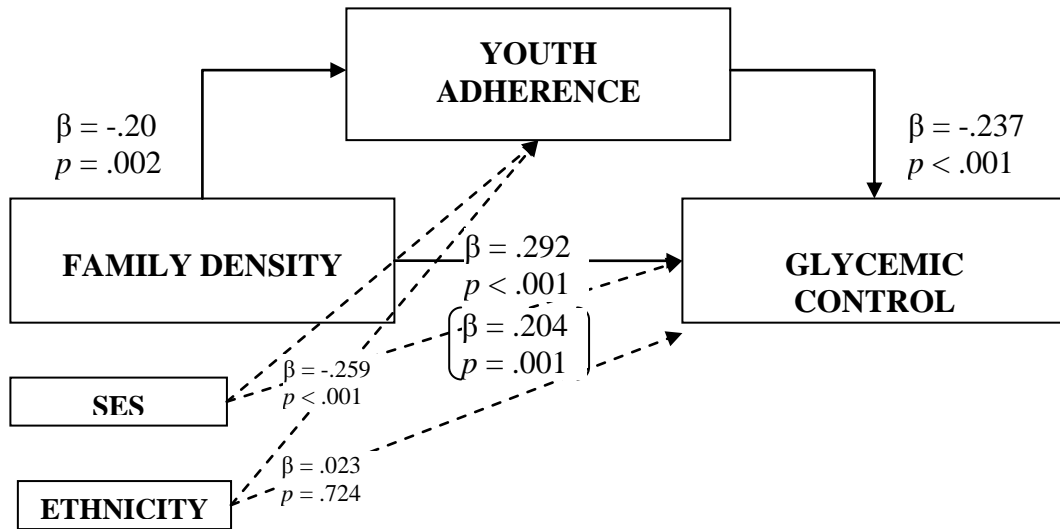 YOUTH
ADHERENCE
β = -.20
p = .002
β = -.237
p < .001
FAMILY DENSITY
β = .292
p < .001
GLYCEMIC
CONTROL
β = .204
p = .001
β = -.259
p < .001
SES
β = .023
p = .724
ETHNICITY